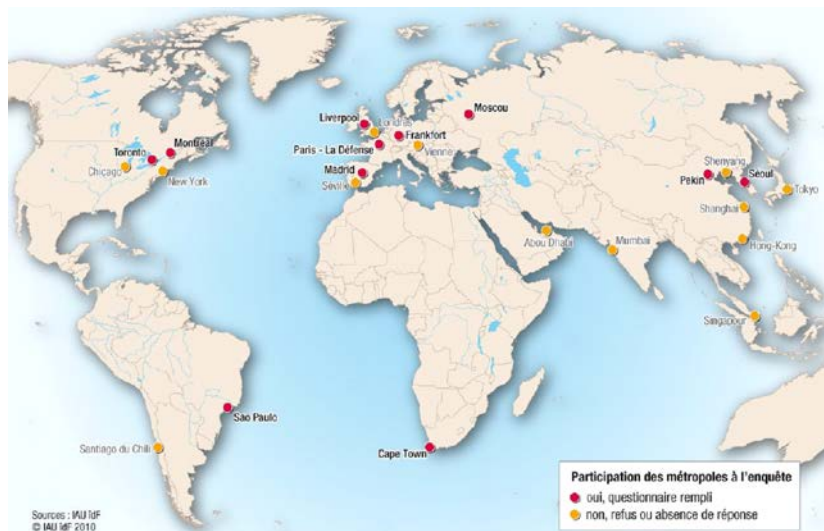 Moscou
Liverpool
Londres
Frankfort
Paris - La Défense
Vienne
Montréal
Toronto
Chicago
New York
Madrid
Séville
Shenyang
Pekin
Séoul
Tokyo
Shanghai
Abou Dhabi
Mumbai
Hong-Kong
Singapour
Sao Paulo
Santiago du Chili
Cape Town
Participation des métropoles à l'enquête
oui, questionnaire rempli
non, refus ou absence de réponse
Sources : IAU îdF
© IAU îdF 2010